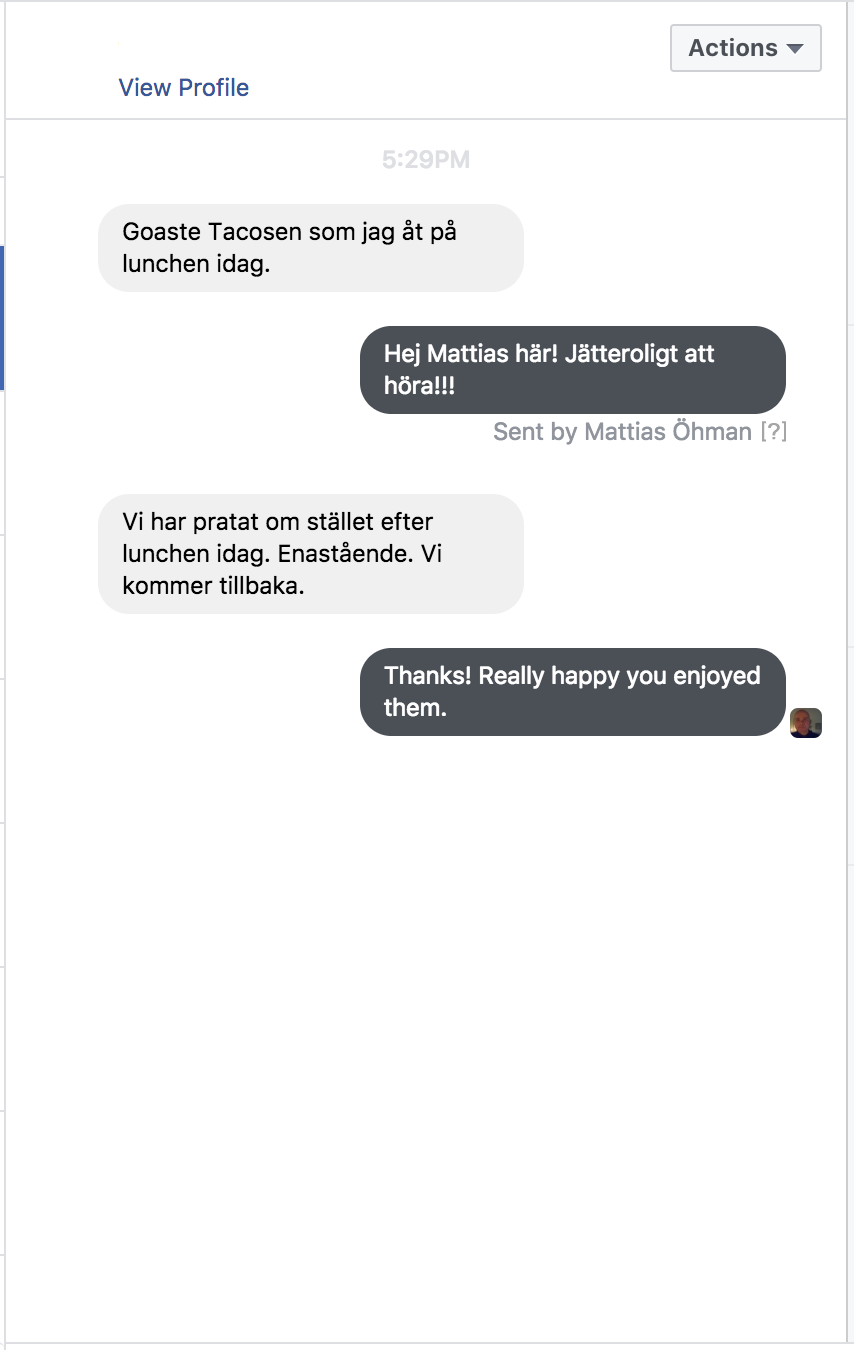 Actions
View Profile
5:29PM
Goaste Tacosen som jag åt på
lunchen idag.
Hej Mattias här! Jätteroligt att
höra!!!
Sent by Mattias Öhman [?]
Vi har pratat om stället efter
lunchen idag. Enastående. Vi
kommer tillbaka.
Thanks! Really happy you enjoyed
them.